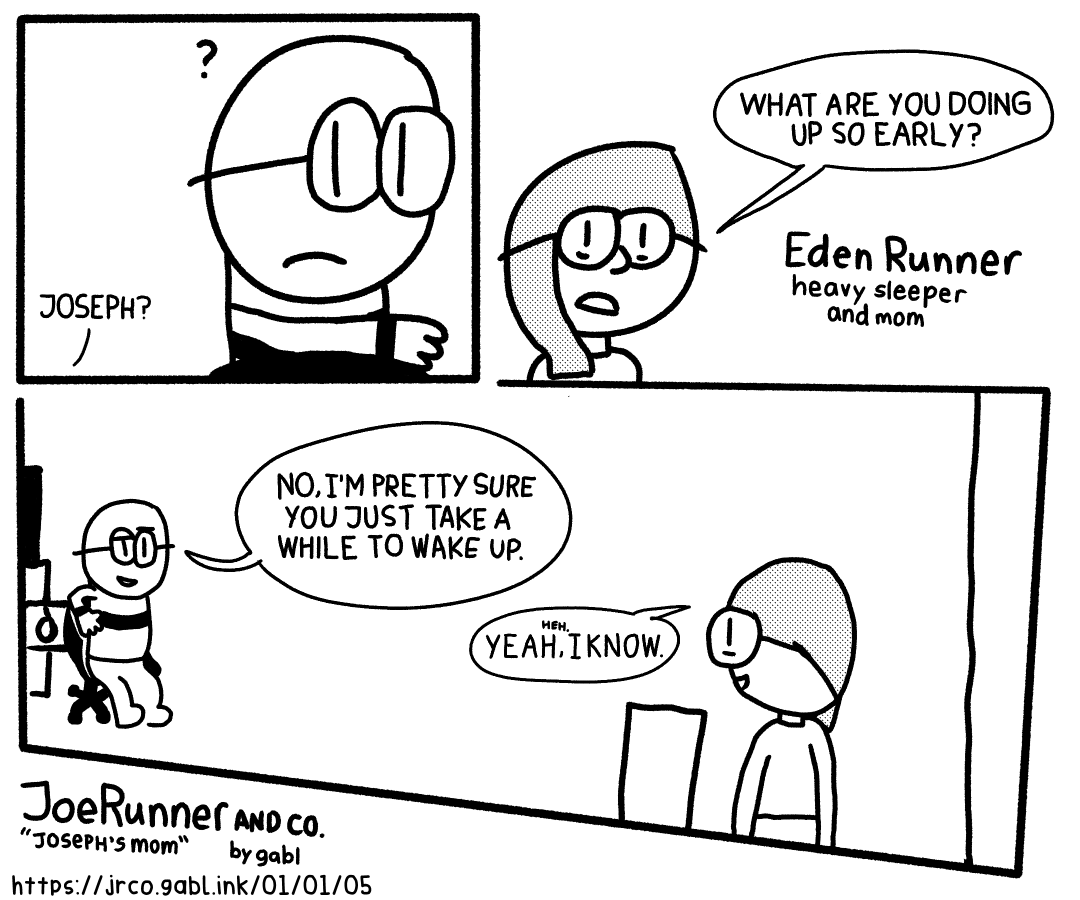 ?
JOSEPH?
WHAT ARE YOU DOING
UP SO EARLY?
Eden Runner
heavy sleeper
and mom
NO, I'M PRETTY SURE
YOU JUST TAKE A
WHILE TO WAKE UP.
HEH.
YEAH, I KNOW.
JoeRunner AND CO.
"JOSEPH'S mom"
by gabl
https://jrco.gabl.ink/01/01/05